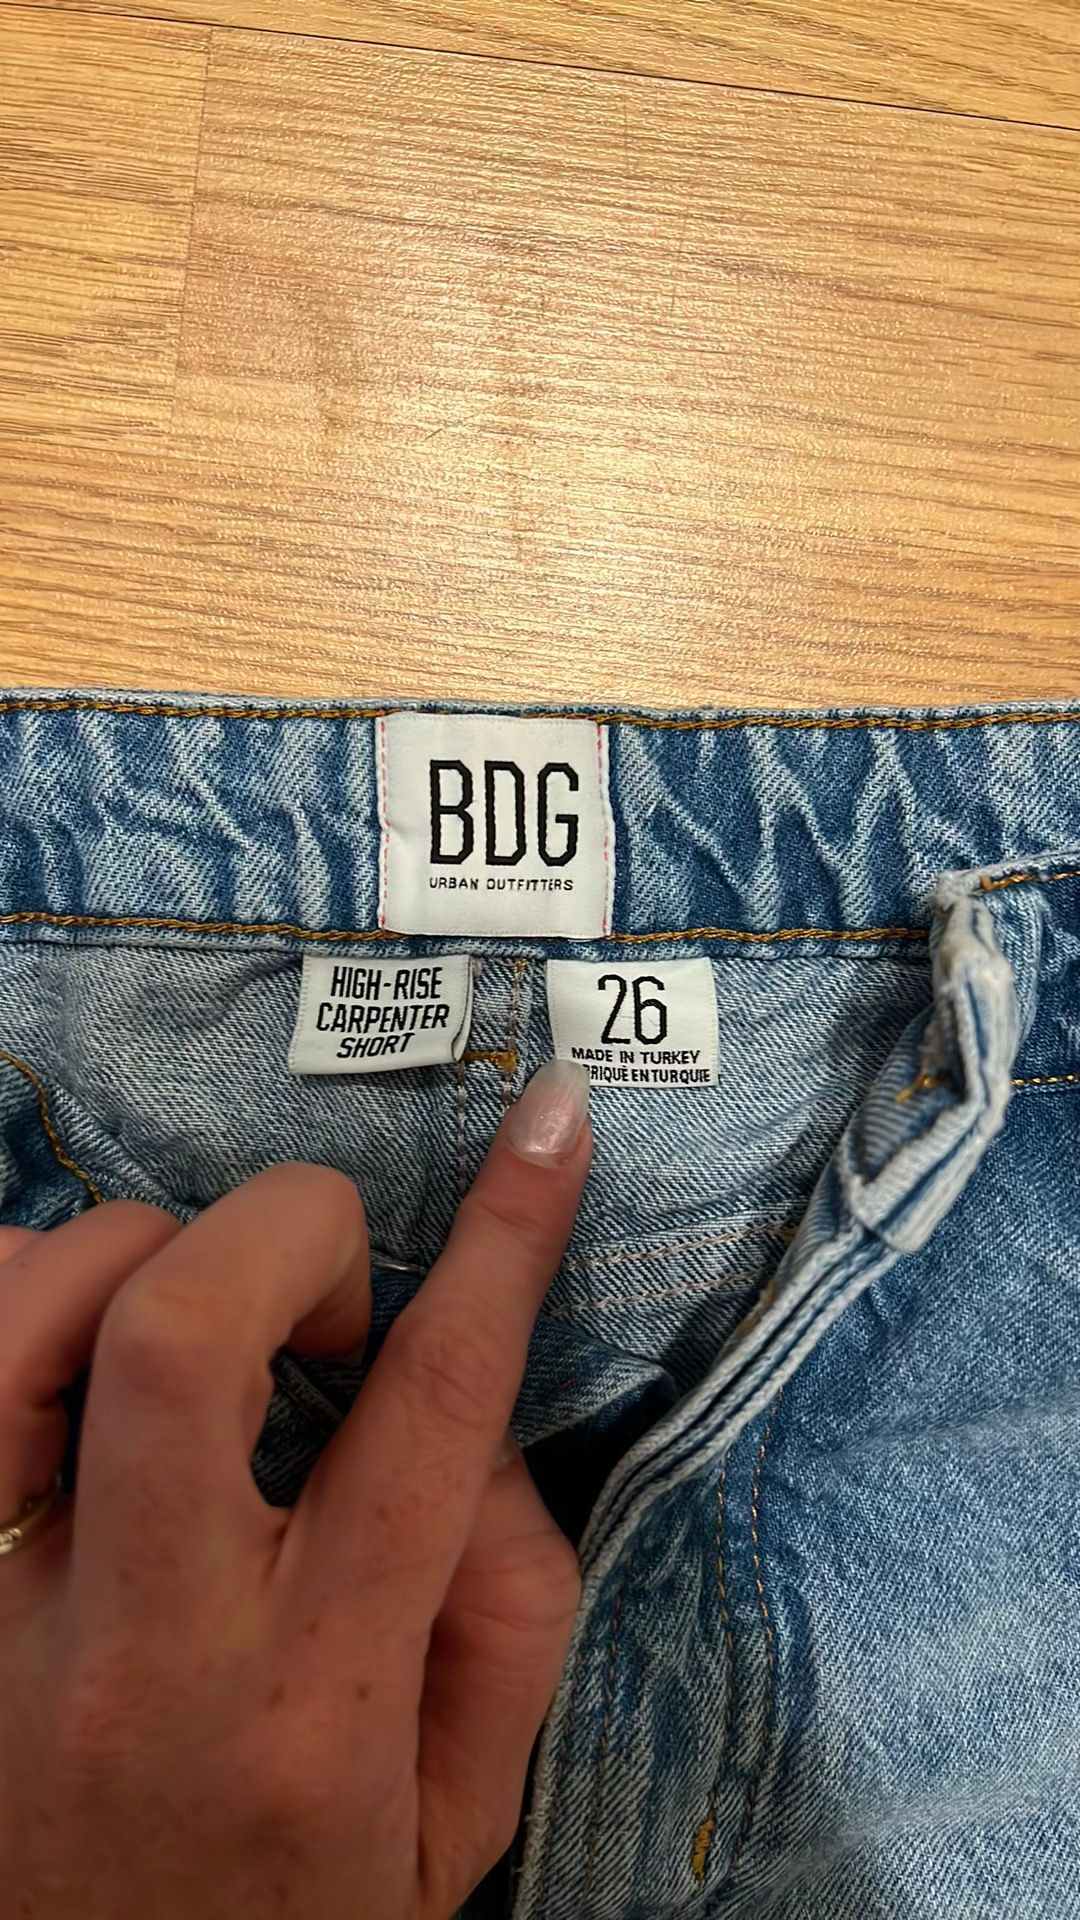 BDG
URBAN OUTFITTERS
HIGH-RISE
CARPENTER
SHORT
26
MADE IN TURKEY
EN TURQUIE